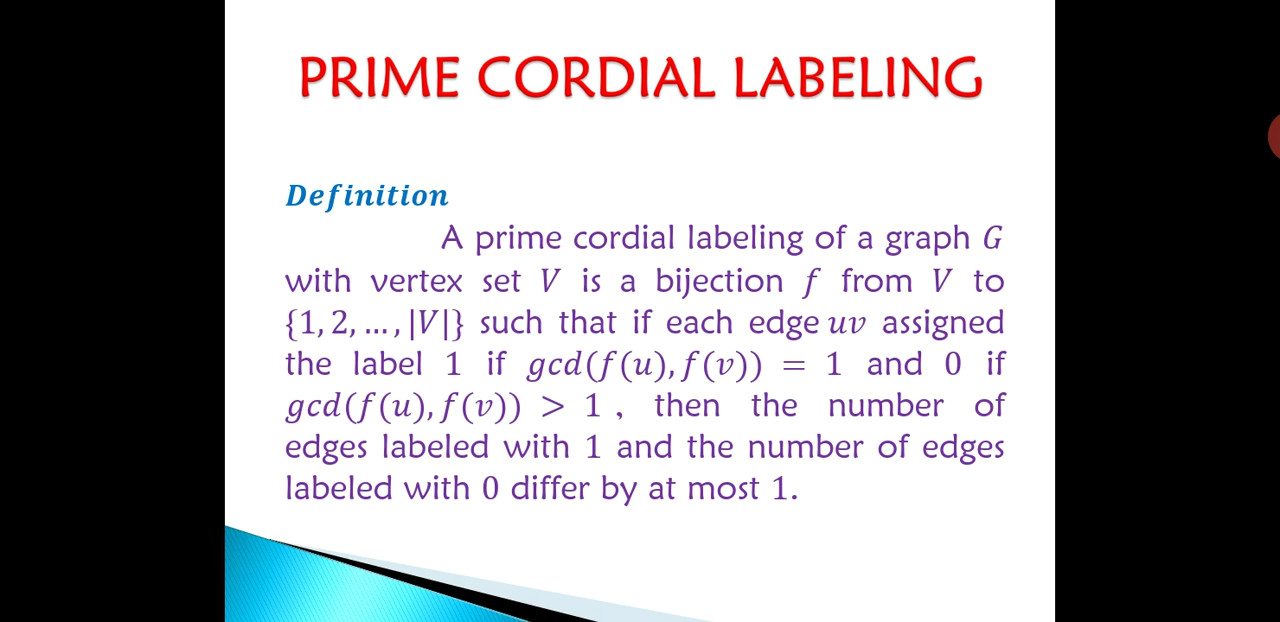 PRIME CORDIAL LABELING
Definition
A prime cordial labeling of a graph G
with vertex set V is a bijection f from V to
{1, 2, ... , |V|} such that if each edge uv assigned
the label 1 if gcd(f(u), f(v)) = 1 and 0 if
gcd(f(u), f(v)) > 1 , then the number of
edges labeled with 1 and the number of edges
labeled with 0 differ by at most 1.